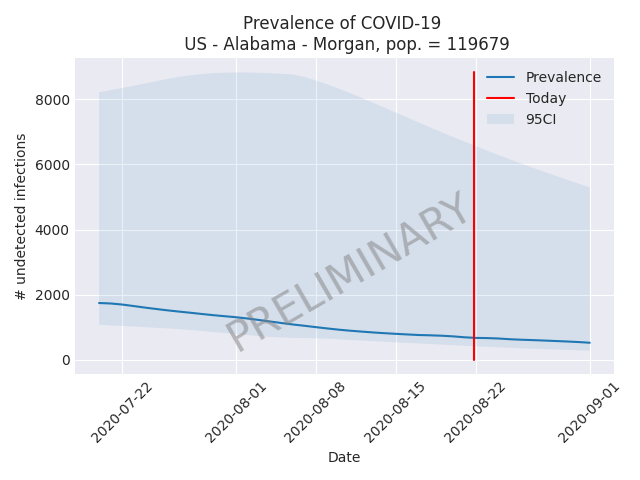 Prevalence of COVID-19
US - Alabama - Morgan, pop. = 119679
Prevalence
Today
95CI
# undetected infections
8000
6000
4000
2000
0
PRELIMINARY
2020-07-22
2020-08-01
2020-08-08
2020-08-15
2020-08-22
2020-09-01
Date